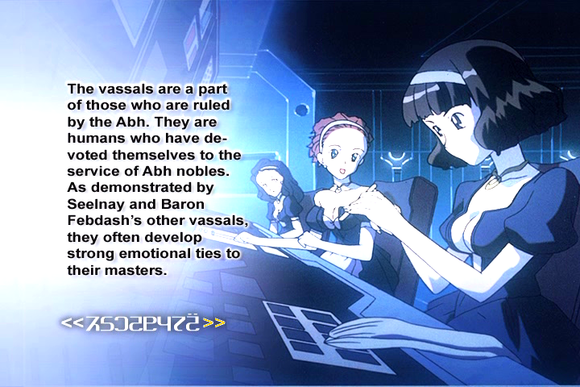 The vassals are a part
of those who are ruled
by the Abh. They are
humans who have de-
voted themselves to the
service of Abh nobles.
As demonstrated by
Seelnay and Baron
Febdash's other vassals,
they often develop
strong emotional ties to
their masters.